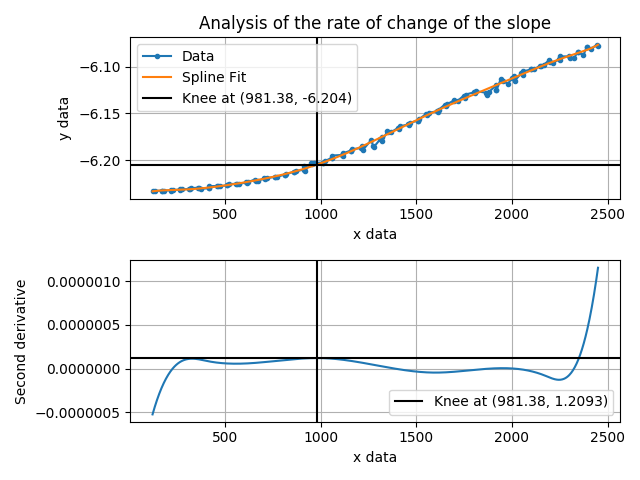 Analysis of the rate of change of the slope
Data
Spline Fit
Knee at (981.38, -6.204)
y data
−6.10
−6.15
−6.20
500
1000
1500
2000
2500
x data
Second derivative
0.0000010
0.0000005
0.0000000
−0.0000005
Knee at (981.38, 1.2093)
500
1000
1500
2000
2500
x data